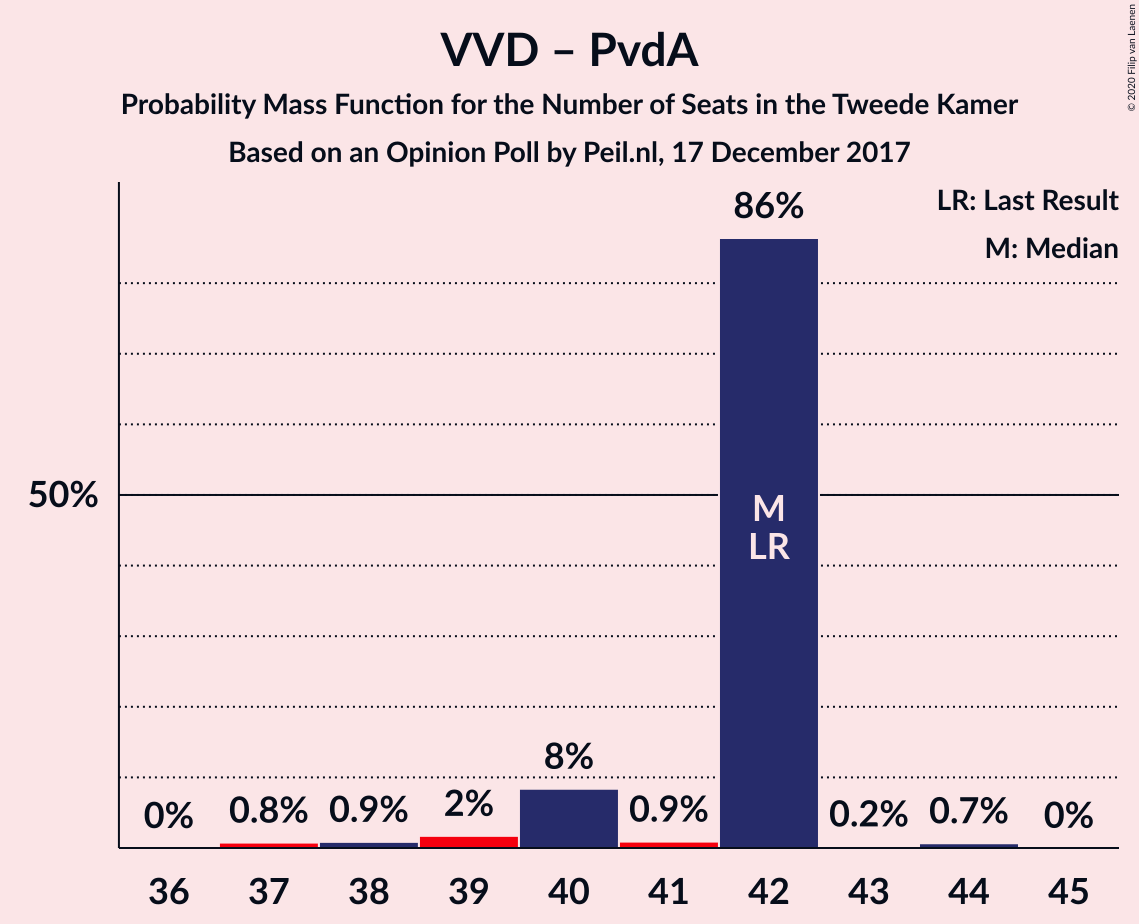 VVD – PvdA
Probability Mass Function for the Number of Seats in the Tweede Kamer
Based on an Opinion Poll by Peil.nl, 17 December 2017
© 2020 Filip van Laenen
LR: Last Result
M: Median
86%
50%
M
LR
0% 0.8% 0.9% 2% 8% 0.9% 0.2% 0.7% 0%
36 37 38 39 40 41 42 43 44 45